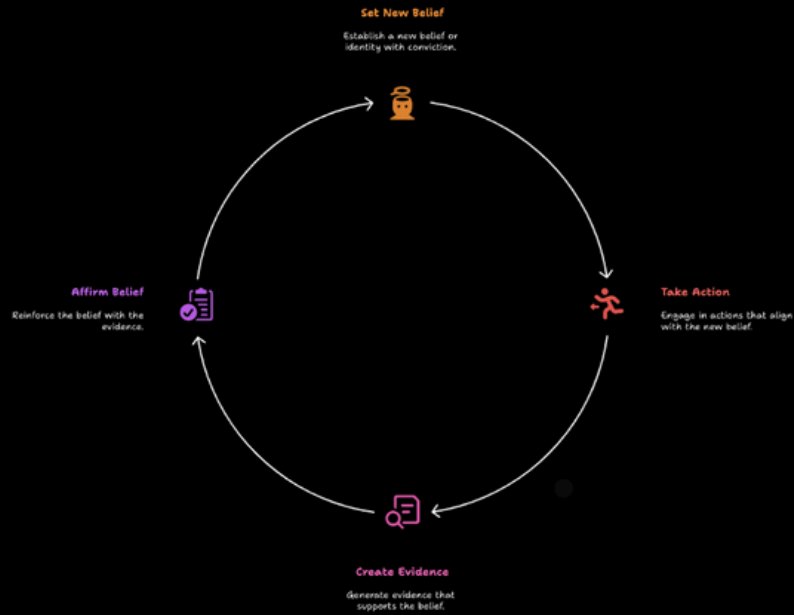 Set New Belief
Establish a new belief or
identity with conviction.
Affirm Belief
Reinforce the belief with the
evidence.
Take Action
Engage in actions that align
with the new belief.
Create Evidence
Generate evidence that
supports the belief.